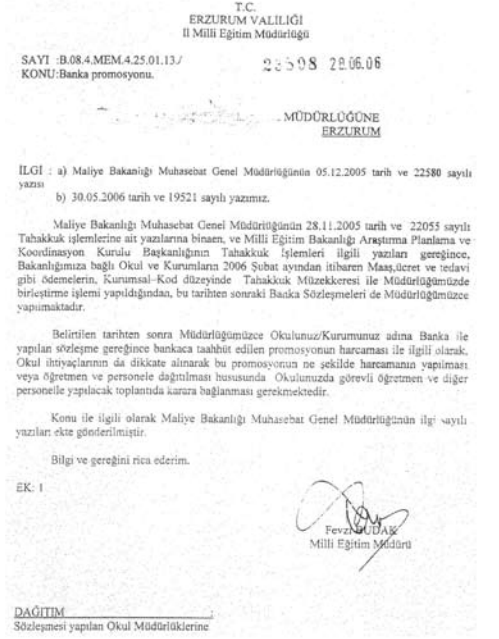 T.C.
ERZURUM VALİLİĞİ
İl Milli Eğitim Müdürlüğü
SAYI :B.08.4.MEM.4.25.01.13./ 23598 28.06.06
KONU:Banka promosyonu.
MÜDÜRLÜĞÜNE
ERZURUM
İLGİ : a) Maliye Bakanlığı Muhasebat Genel Müdürlüğünün 05.12.2005 tarih ve 22580 sayılı
yazısı
b) 30.05.2006 tarih ve 19521 sayılı yazımız.
Maliye Bakanlığı Muhasebat Genel Müdürlüğünün 28.11.2005 tarih ve 22055 sayılı
Tahakkuk işlemlerine ait yazılarına binaen, ve Milli Eğitim Bakanlığı Araştırma Planlama ve
Koordinasyon Kurulu Başkanlığının Tahakkuk İşlemleri ilgili yazıları gereğince,
Bakanlığımıza bağlı Okul ve Kurumların 2006 Şubat ayından itibaren Maaş,ücret ve tedavi
gibi ödemelerin, Kurumsal-Kod düzeyinde Tahakkuk Müzekkeresi ile Müdürlüğümüzde
birleştirme işlemi yapıldığından, bu tarihten sonraki Banka Sözleşmeleri de Müdürlüğümüzce
yapılmaktadır.
Belirtilen tarihten sonra Müdürlüğümüzce Okulunuz/Kurumunuz adına Banka ile
yapılan sözleşme gereğince bankaca taahhüt edilen promosyonun harcaması ile ilgili olarak,
Okul ihtiyaçlarının da dikkate alınarak bu promosyonun ne şekilde harcamanın yapılması
veya öğretmen ve personele dağıtılması hususunda Okulunuzda görevli öğretmen ve diğer
personelle yapılacak toplantıda karara bağlanması gerekmektedir.
Konu ile ilgili olarak Maliye Bakanlığı Muhasebat Genel Müdürlüğünün ilgi sayılı
yazıları ekte gönderilmiştir.
Bilgi ve gereğini rica ederim.
EK: 1
Fevzi BUDAK
Milli Eğitim Müdürü
DAĞITIM :
Sözleşmesi yapılan Okul Müdürlüklerine